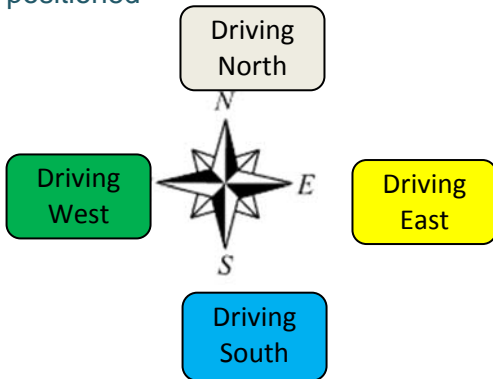 positioned
Driving
North
N
Driving
West
E
Driving
East
S
Driving
South